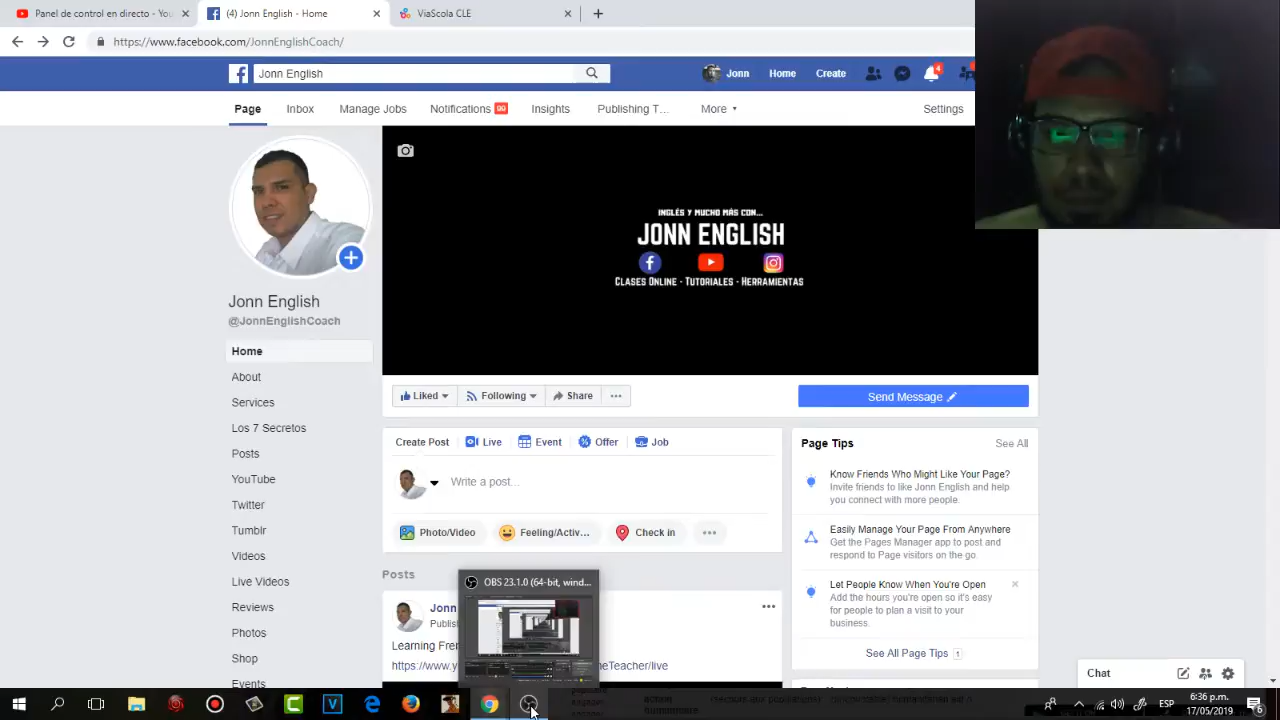 Panel de control en directo - You
(4) Jonn English - Home
ViaScola CLE
https://www.facebook.com/JonnEnglishCoach/
Jonn English
Jonn
Home
Create
4
Page
Inbox
Manage Jobs
Notifications
Insights
Publishing T...
More
Settings
INGLÉS Y MUCHO MÁS CON...
JONN ENGLISH
CLASES ONLINE - TUTORIALES - HERRAMIENTAS
Jonn English
@JonnEnglishCoach
Home
About
Services
Los 7 Secretos
Posts
YouTube
Twitter
Tumblr
Videos
Live Videos
Reviews
Photos
Shop
Events
Liked
Following
Share
Send Message
Create Post
Live
Event
Offer
Job
Write a post...
Photo/Video
Feeling/Activ...
Check in
Posts
Jonn
Publis
Learning Fren
https://www.y
neTeacher/live
OBS 23.1.0 (64-bit, wind...
Page Tips
See All
Know Friends Who Might Like Your Page?
Invite friends to like Jonn English and help
you connect with more people.
Easily Manage Your Page From Anywhere
Get the Pages Manager app to post and
respond to Page visitors on the go.
Let People Know When You're Open
Add the hours you're open so it's easy
for people to plan a visit to your
business.
See All Page Tips 1
Chat
ESP
6:36 p.m.
17/05/2019